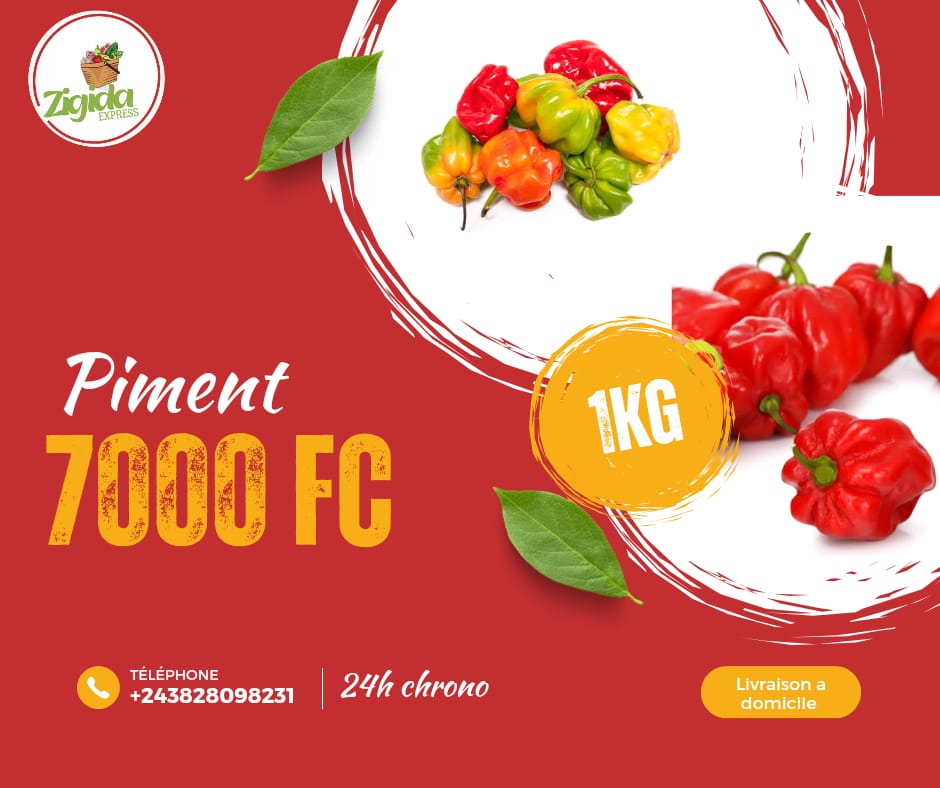 Zigida
EXPRESS
Piment
7000 FC
1KG
TÉLÉPHONE
+243828098231
24h chrono
Livraison a
domicile